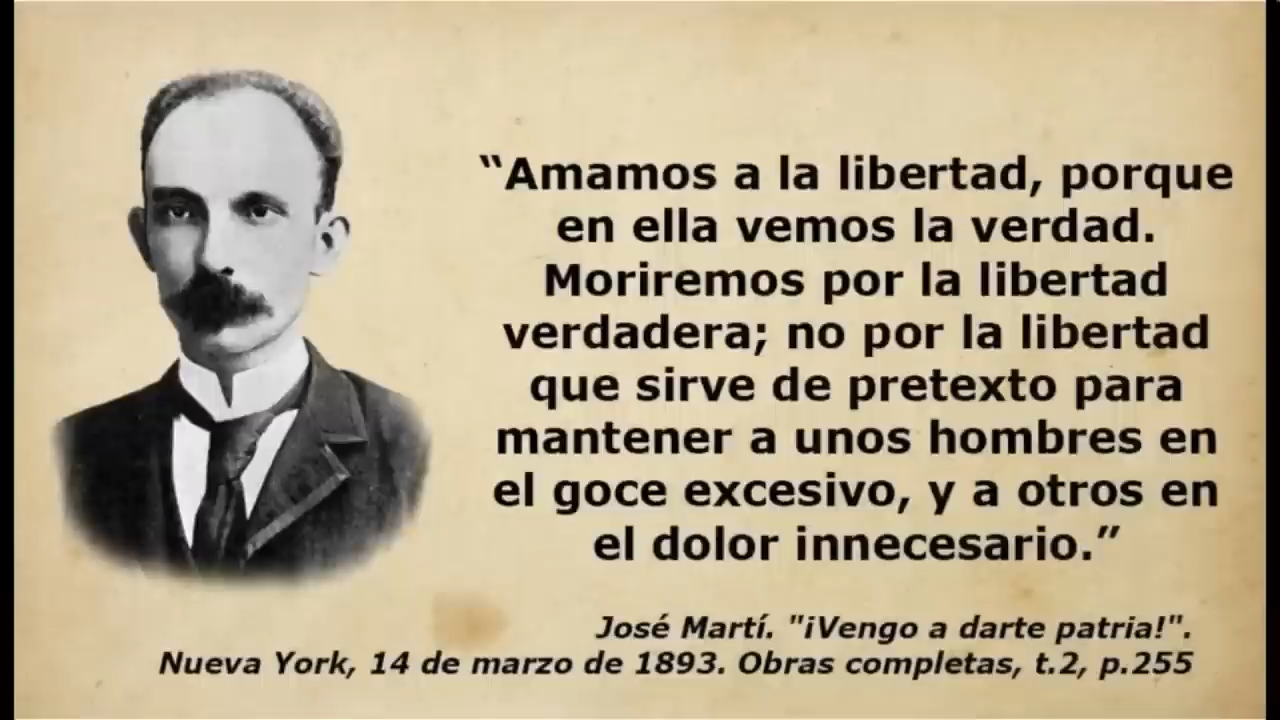 “Amamos a la libertad, porque
en ella vemos la verdad.
Moriremos por la libertad
verdadera; no por la libertad
que sirve de pretexto para
mantener a unos hombres en
el goce excesivo, y a otros en
el dolor innecesario.”
José Martí. "¡Vengo a darte patria!".
Nueva York, 14 de marzo de 1893. Obras completas, t.2, p.255